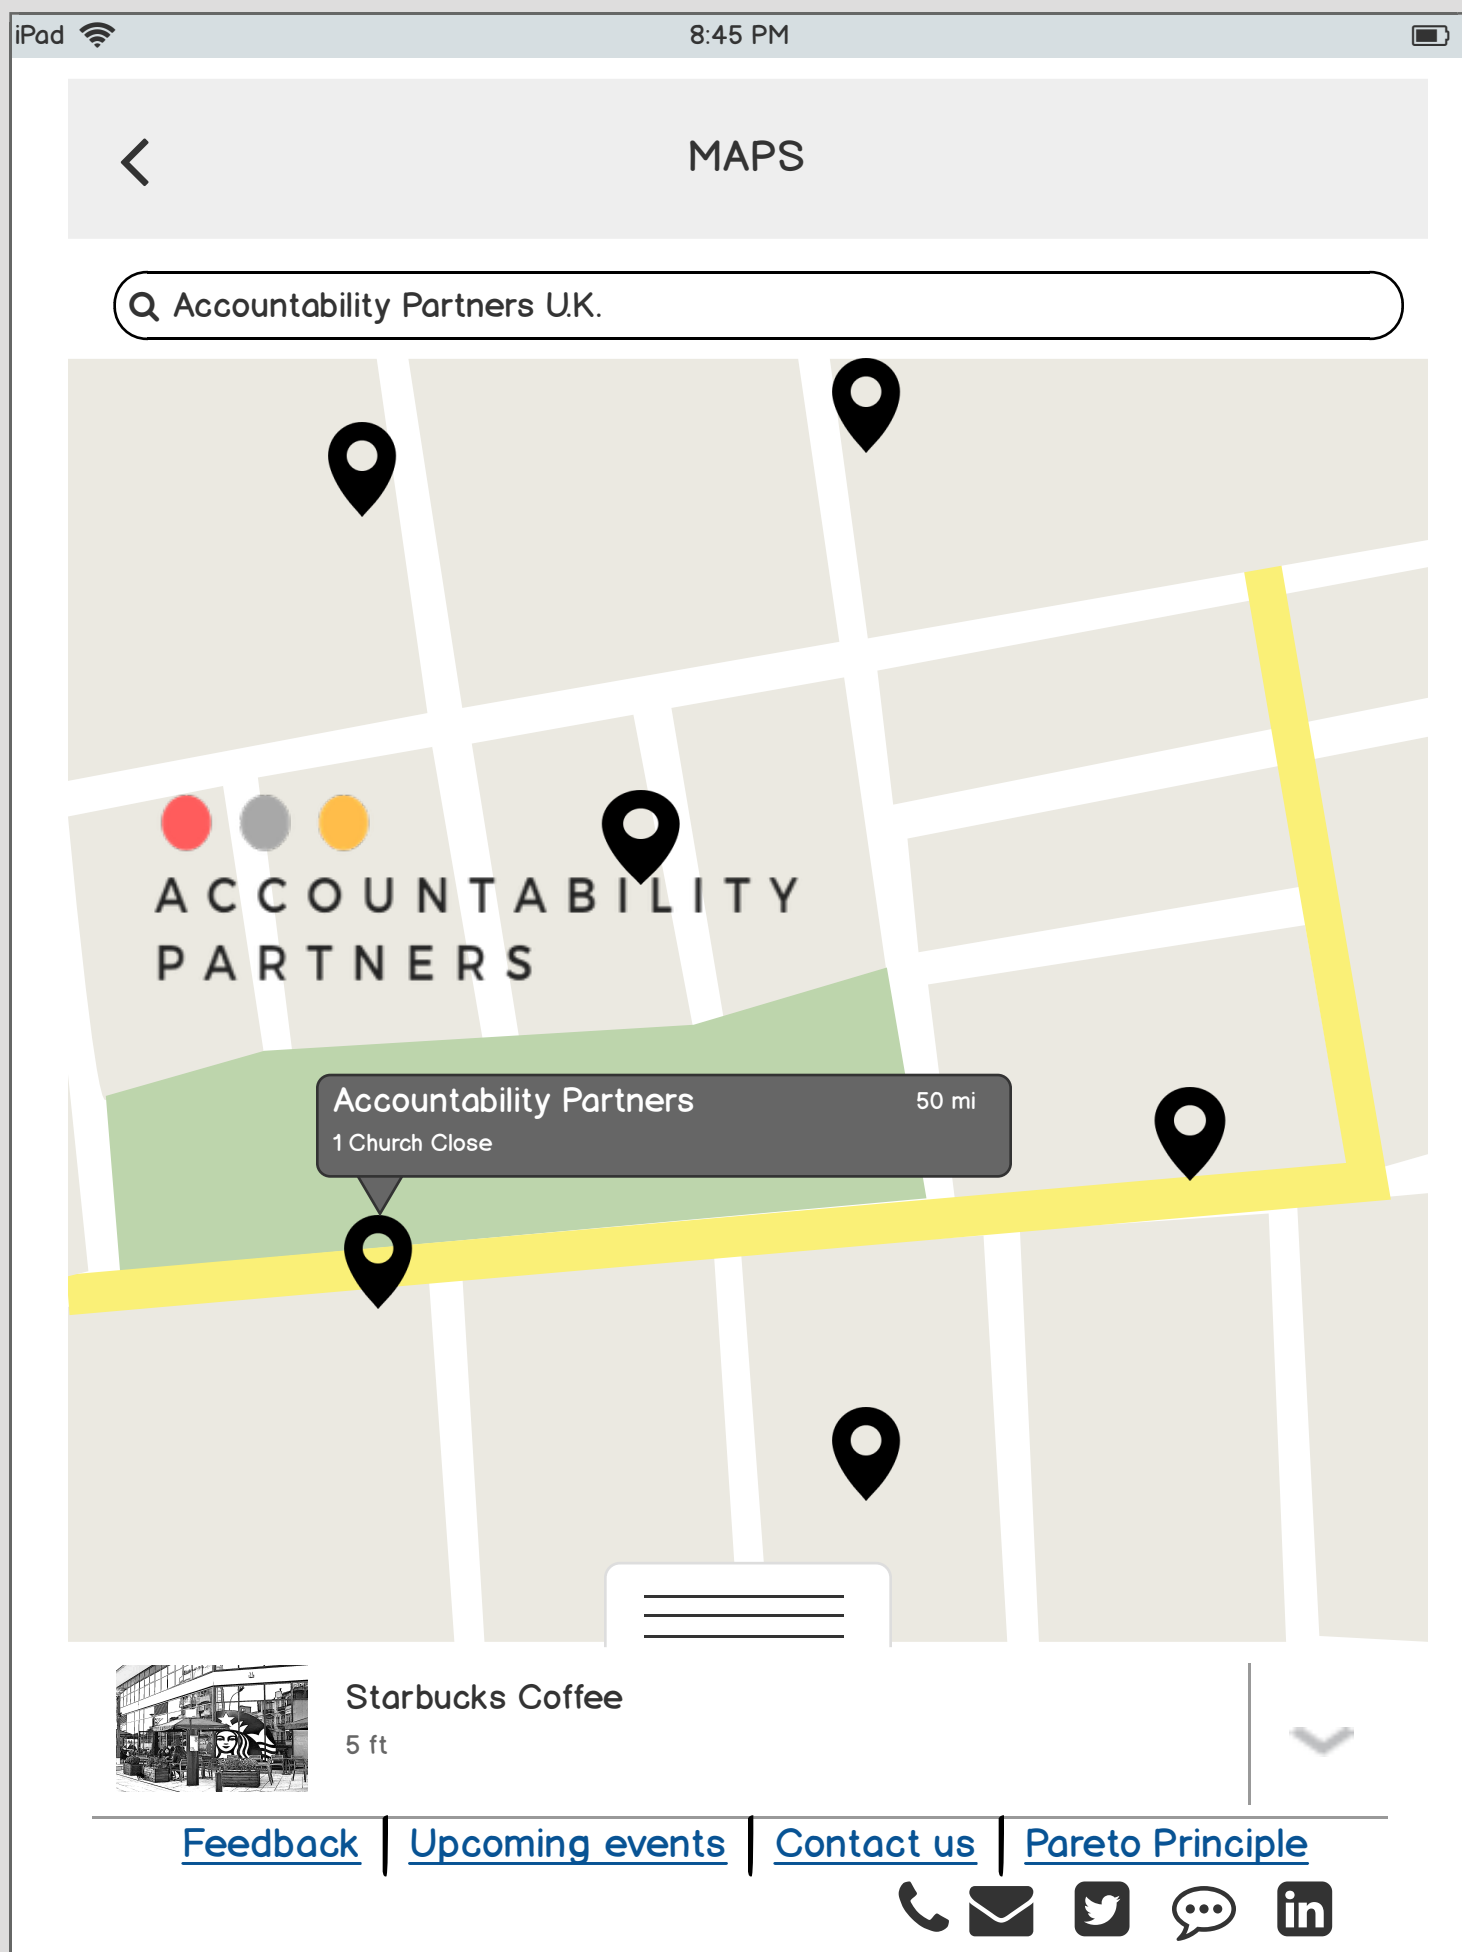 iPad
8:45 PM
MAPS
Accountability Partners U.K.
ACCOUNTABILITY
PARTNERS
Accountability Partners
50 mi
1 Church Close
Starbucks Coffee
5 ft
Feedback
Upcoming events
Contact us
Pareto Principle
in